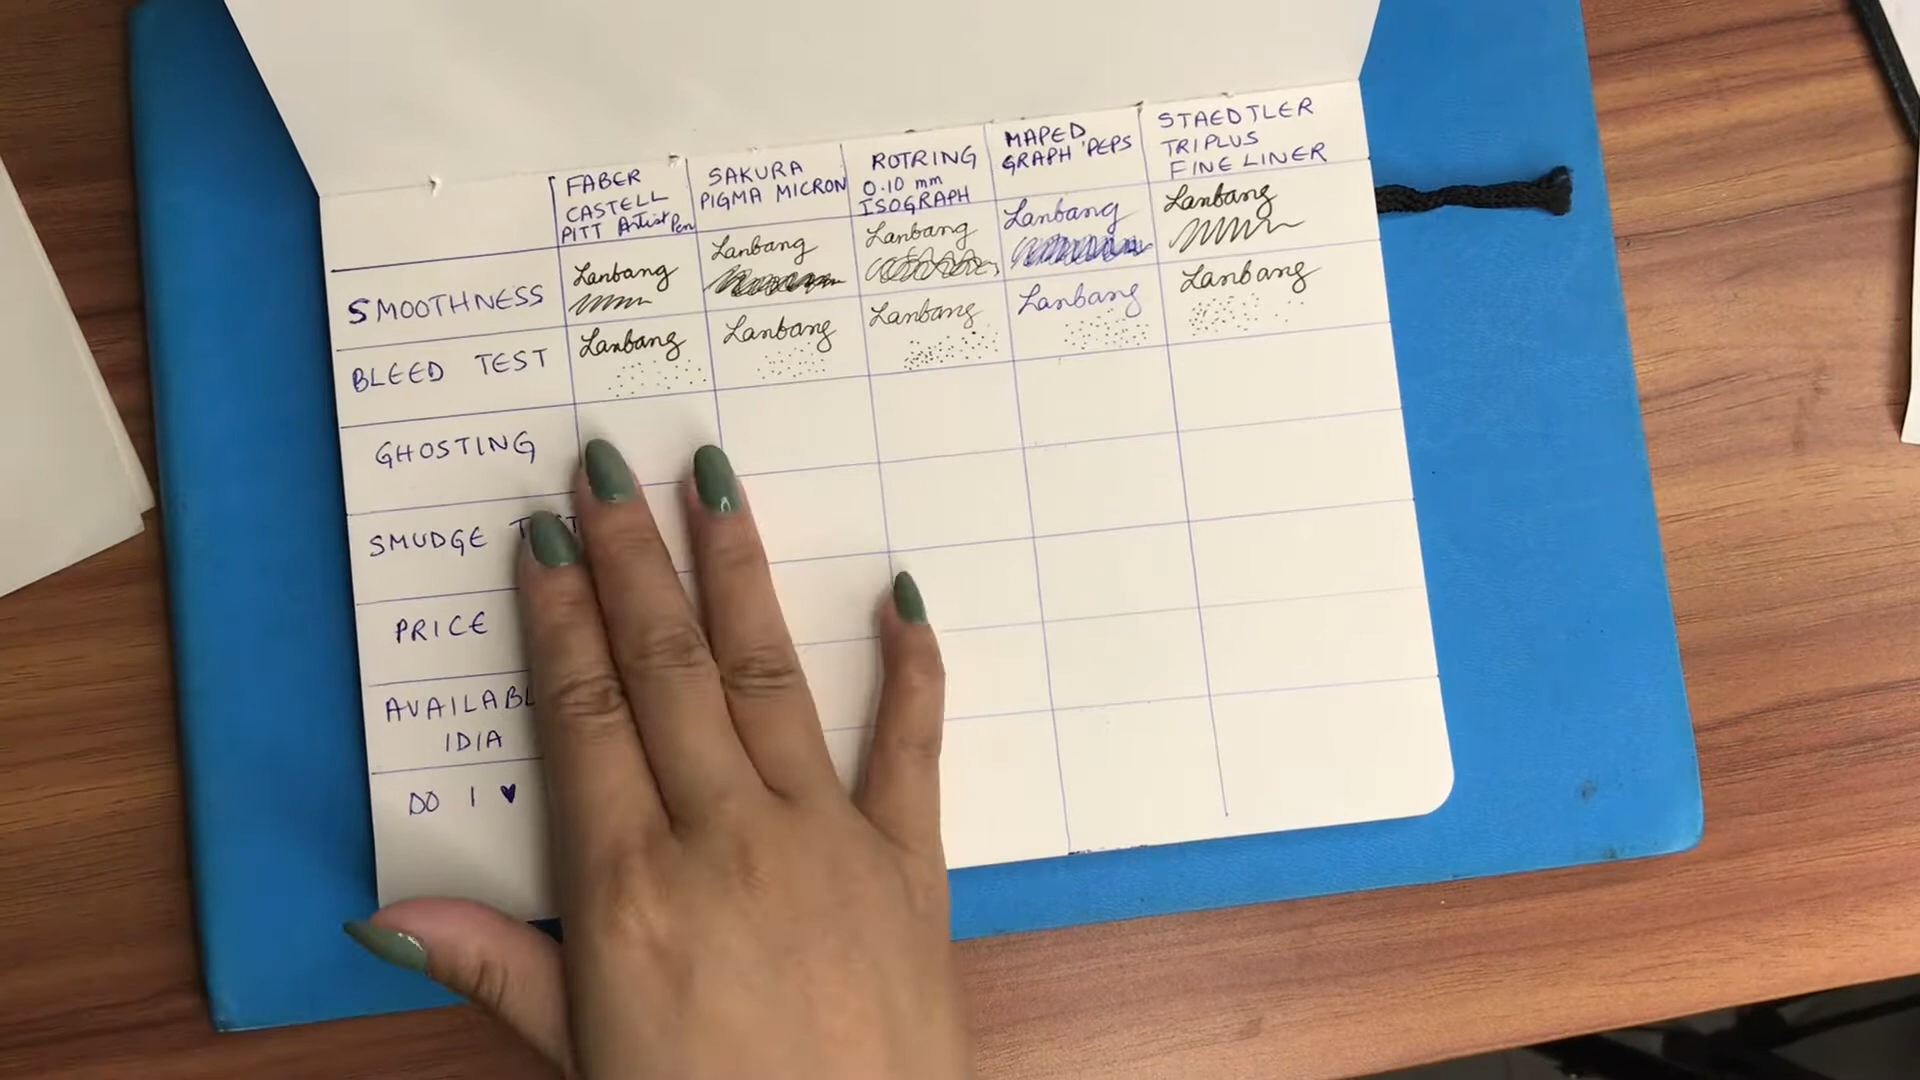 FABER
CASTELL
PITT Artist Pen
SAKURA
PIGMA MICRON
ROTRING
0.10 mm
ISOGRAPH
MAPED
GRAPH'PEPS
STAEDTLER
TRIPLUS
FINE LINER
SMOOTHNESS
Lanbang
Lanbang
Lanbang
Lanbang
Lanbang
BLEED TEST
Lanbang
Lanbang
Lanbang
Lanbang
Lanbang
GHOSTING
SMUDGE
PRICE
AVAILABL
IDIA
DO I ♥